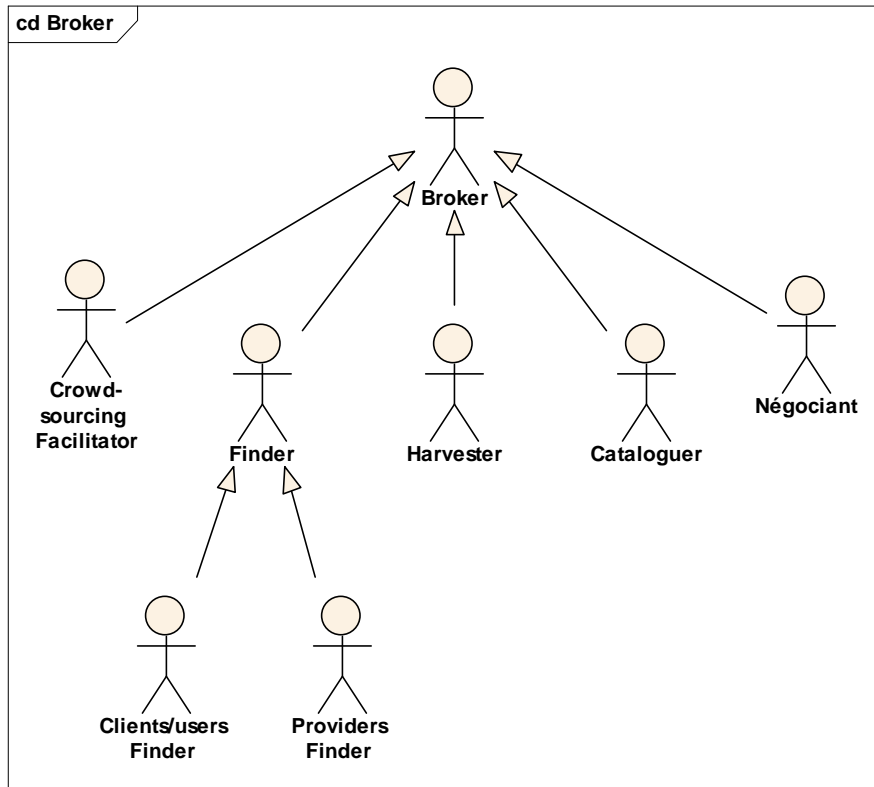 cd Broker
Broker
Crowd-
sourcing
Facilitator
Finder
Harvester
Cataloguer
Négociant
Clients/users
Finder
Providers
Finder